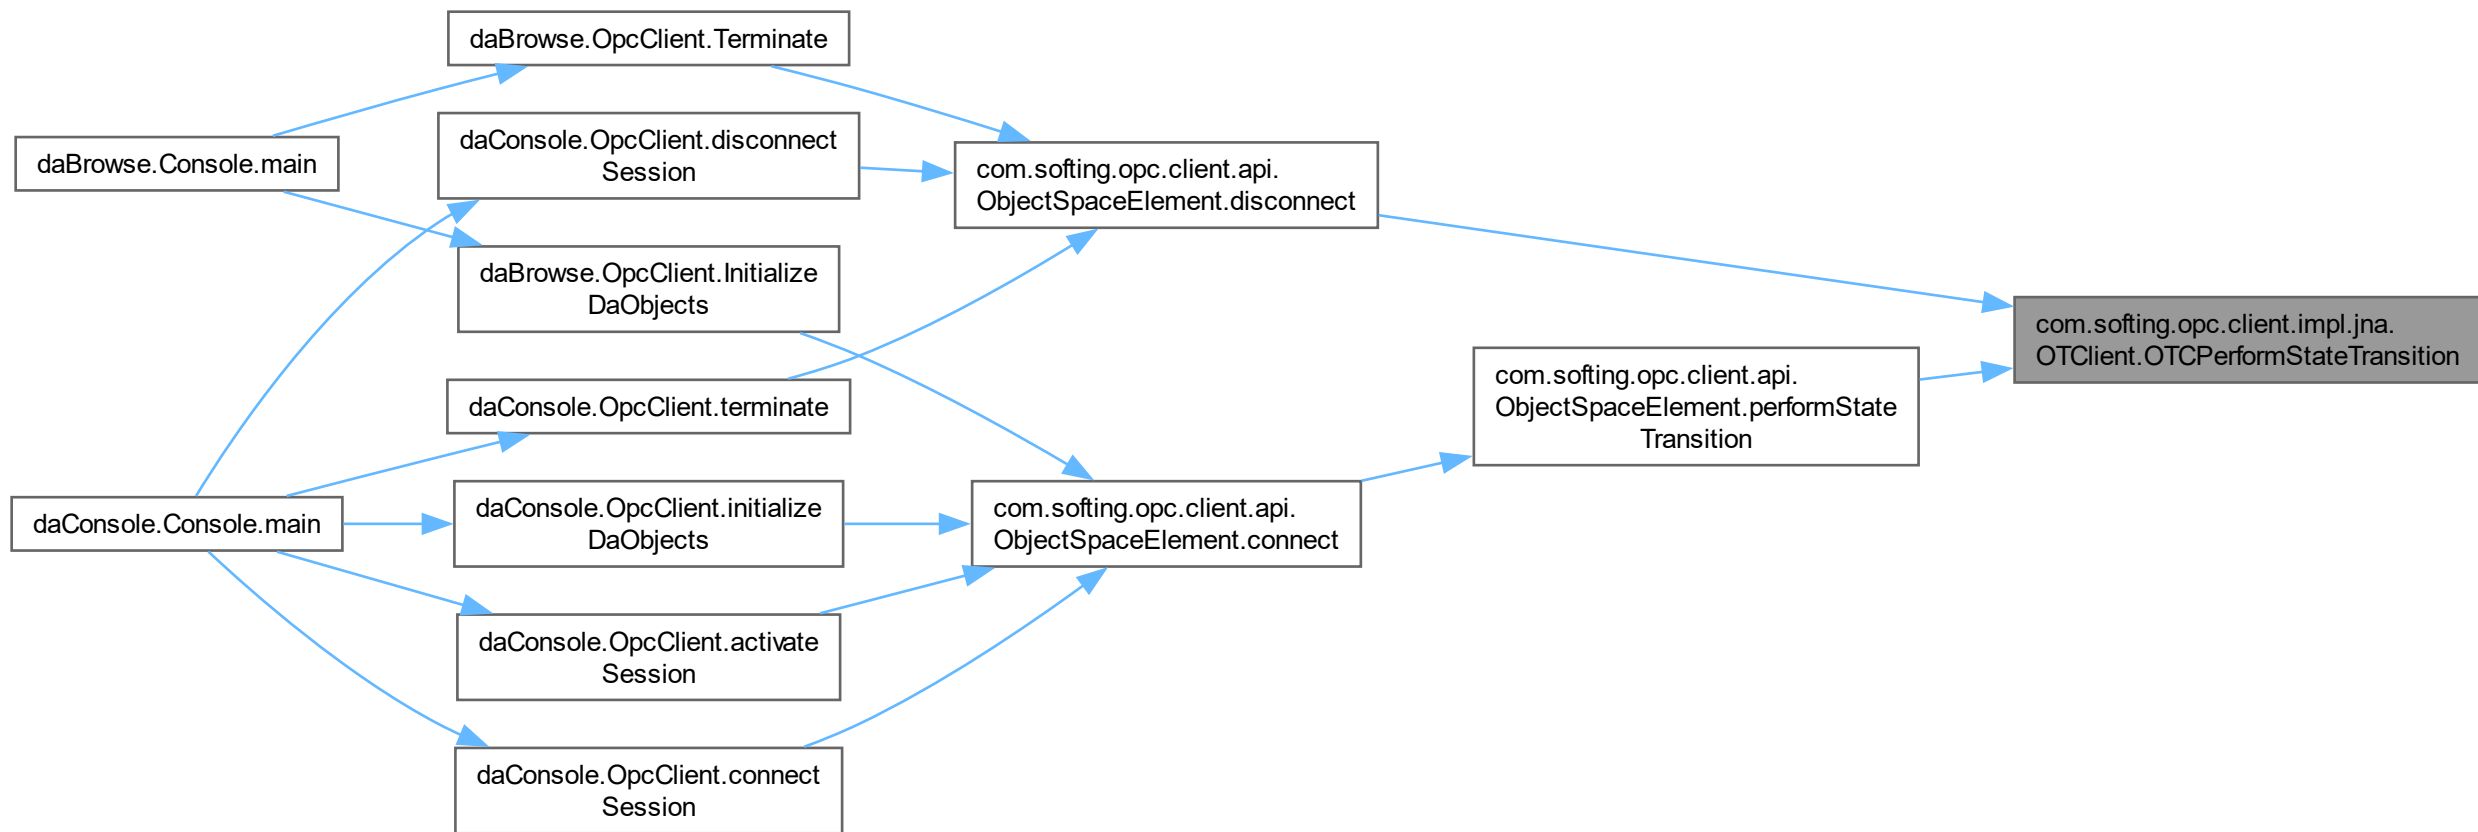 daBrowse.OpcClient.Terminate
daConsole.OpcClient.disconnect
Session
daBrowse.Console.main
com.softing.opc.client.api.
ObjectSpaceElement.disconnect
daBrowse.OpcClient.Initialize
DaObjects
com.softing.opc.client.impl.jna.
OTClient.OTCPerformStateTransition
com.softing.opc.client.api.
ObjectSpaceElement.performState
Transition
daConsole.OpcClient.terminate
daConsole.Console.main
daConsole.OpcClient.initialize
DaObjects
com.softing.opc.client.api.
ObjectSpaceElement.connect
daConsole.OpcClient.activate
Session
daConsole.OpcClient.connect
Session